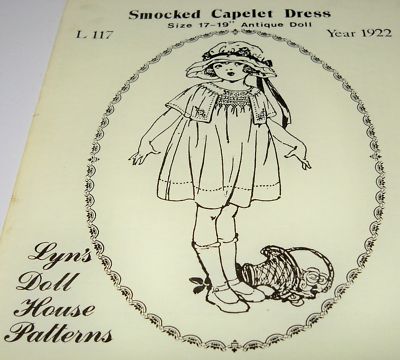 Smocked Capelet Dress
Size 17-19" Antique Doll
L 117
Year 1922
Lyn's
Doll
House
Patterns